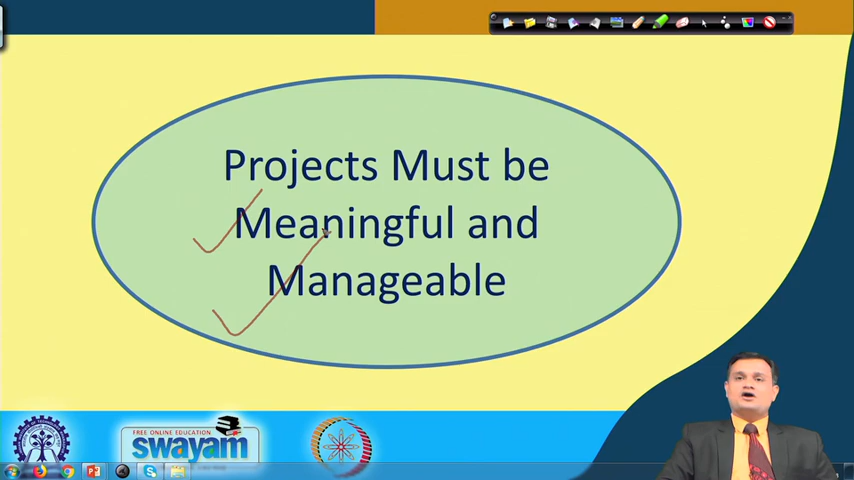 Projects Must be
Meaningful and
Manageable
FREE ONLINE EDUCATION
swayam